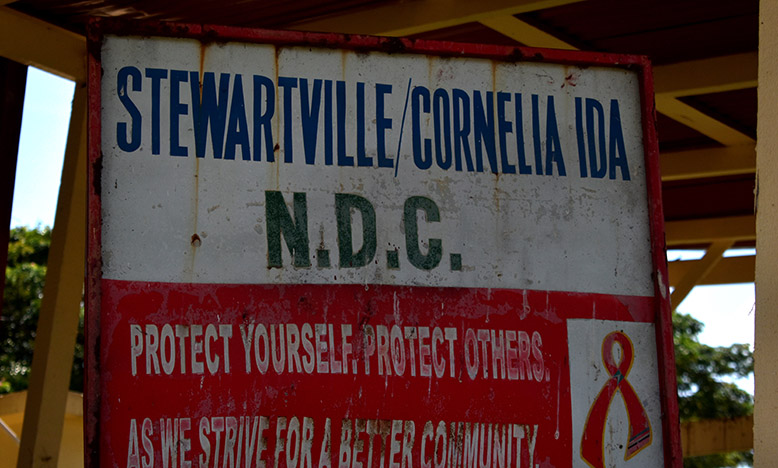 STEWARTVILLE/CORNELIA IDA
N.D.C.
PROTECT YOURSELF. PROTECT OTHERS.
AS WE STRIVE FOR A BETTER COMMUNITY.